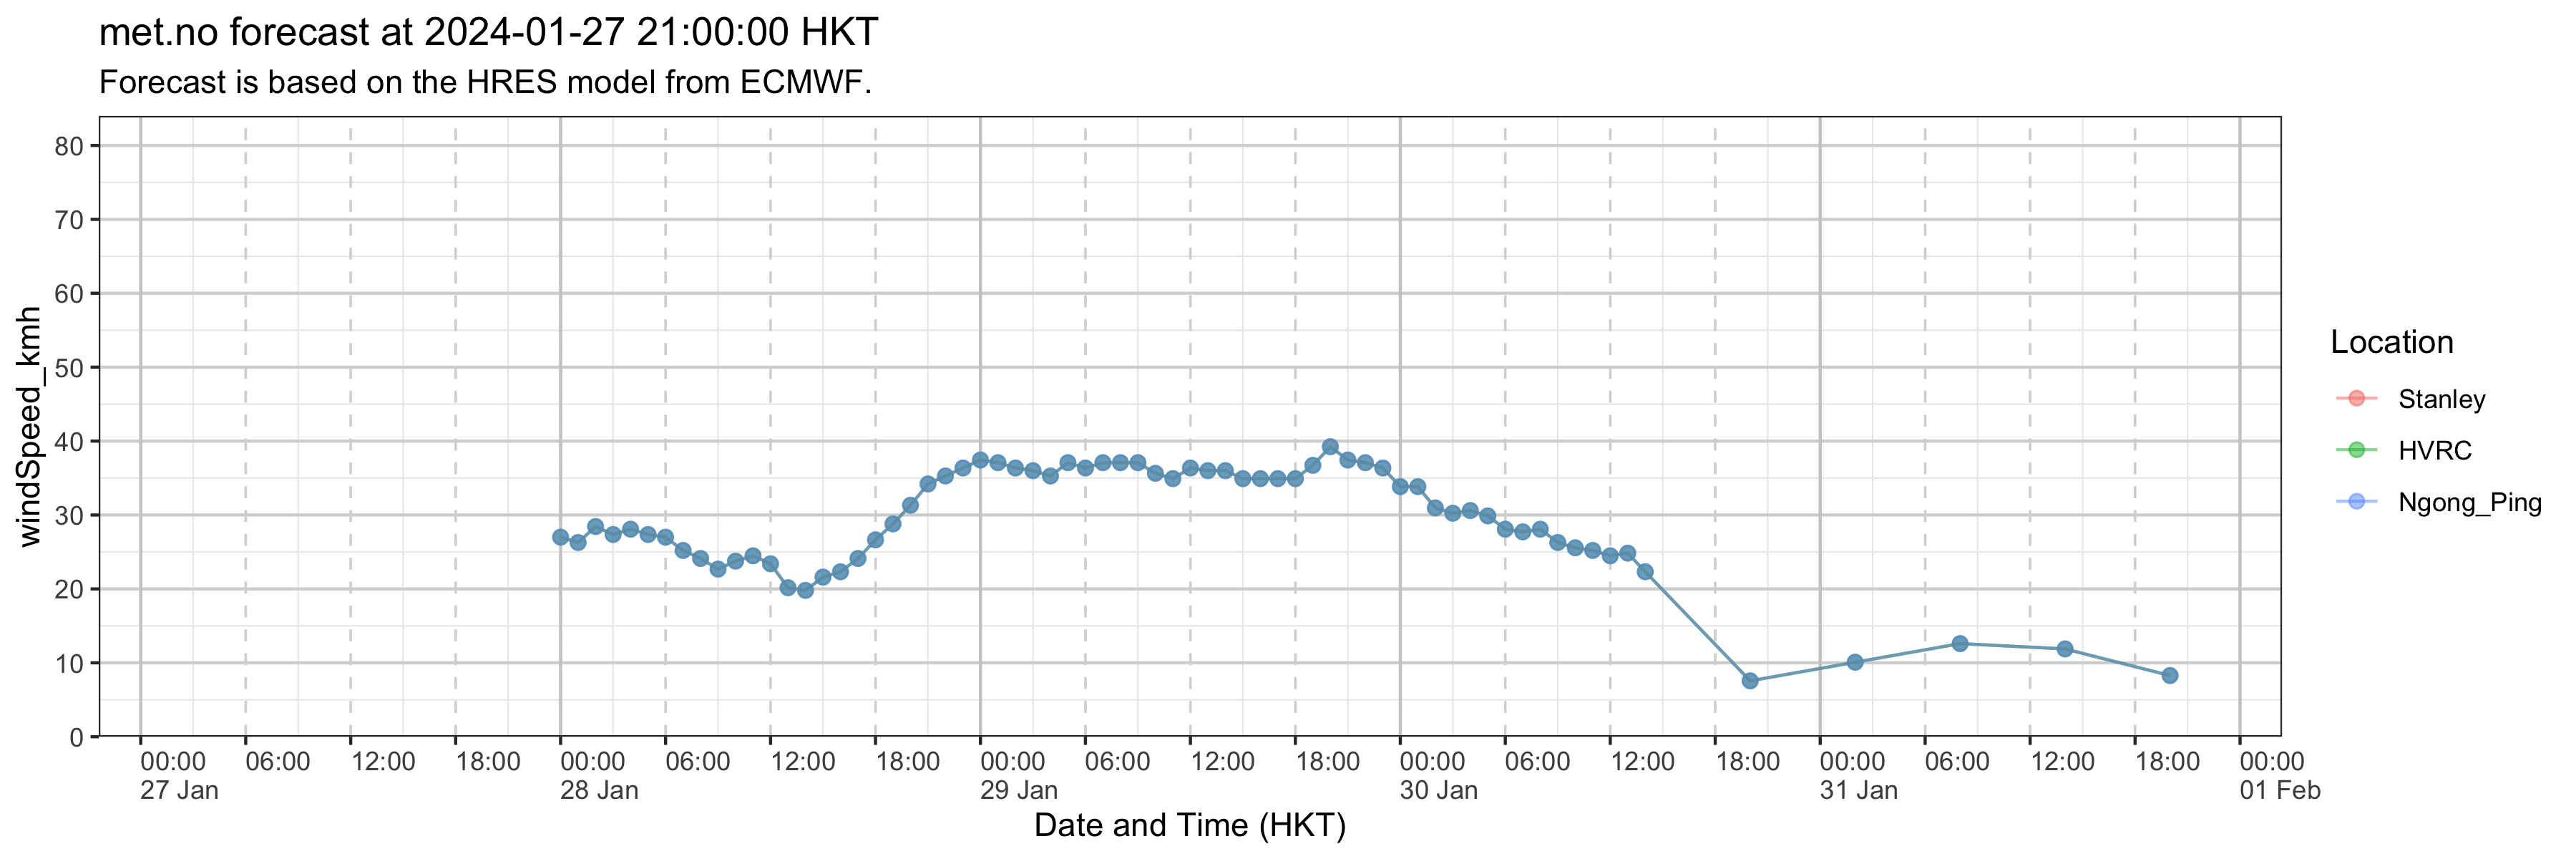 met.no forecast at 2024-01-27 21:00:00 HKT
Forecast is based on the HRES model from ECMWF.
80
70
60
50
40
30
20
10
0
windSpeed_kmh
00:00 06:00 12:00 18:00 00:00 06:00 12:00 18:00 00:00 06:00 12:00 18:00 00:00 06:00 12:00 18:00 00:00 06:00 12:00 18:00 00:00
27 Jan 28 Jan 29 Jan 30 Jan 31 Jan 01 Feb
Date and Time (HKT)
Location
Stanley
HVRC
Ngong_Ping